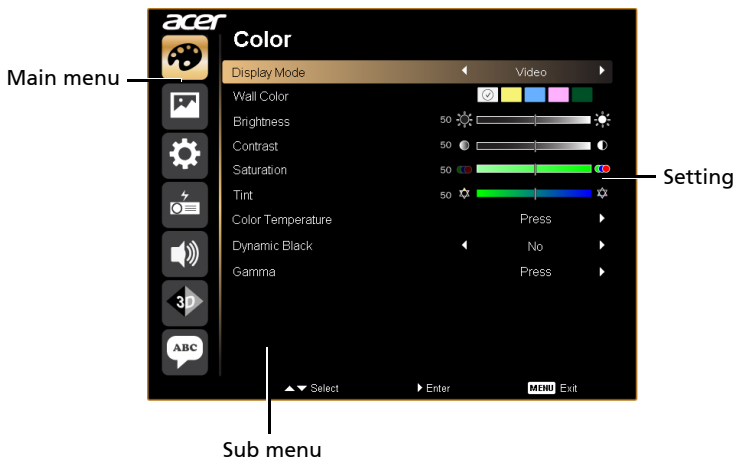 acer
Color
Main menu
Display Mode Video
Wall Color
Brightness 50
Contrast 50
Saturation 50
Setting
Tint 50
Color Temperature Press
Dynamic Black No
Gamma Press
3D
ABC
Select Enter MENU Exit
Sub menu